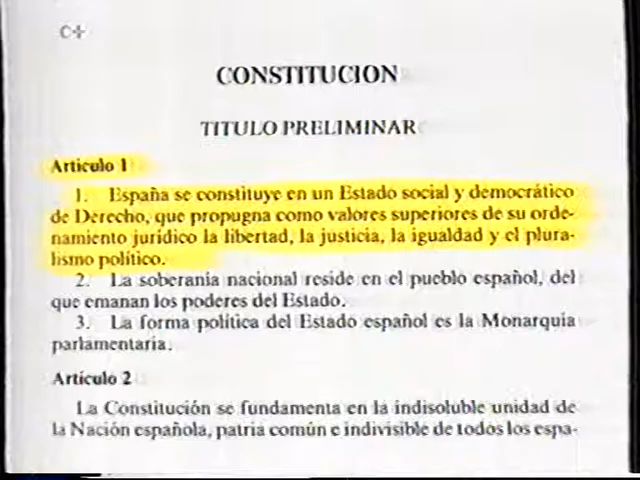 C+
CONSTITUCION
TITULO PRELIMINAR
Artículo 1
1. España se constituye en un Estado social y democrático
de Derecho, que propugna como valores superiores de su orde-
namiento jurídico la libertad, la justicia, la igualdad y el plura-
lismo político.
2. La soberanía nacional reside en el pueblo español, del
que emanan los poderes del Estado.
3. La forma política del Estado español es la Monarquía
parlamentaria.
Artículo 2
La Constitución se fundamenta en la indisoluble unidad de
la Nación española, patria común e indivisible de todos los espa-